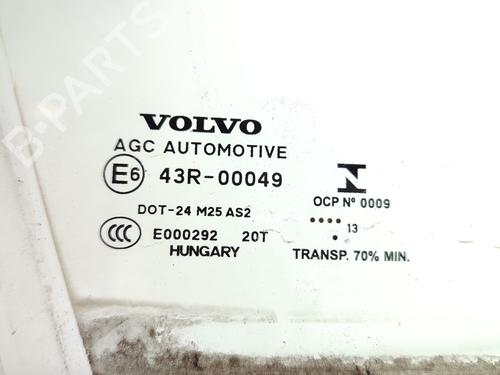 B-PARTS
VOLVO
AGC AUTOMOTIVE
E6 43R-00049
DOT-24 M25 AS2
CCC E000292 20T
HUNGARY
N
OCP Nº 0009
.... 13
.
TRANSP. 70% MIN.